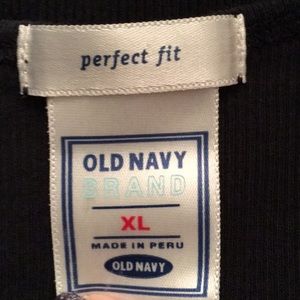 perfect fit
OLD NAVY
BRAND
XL
MADE IN PERU
OLD NAVY